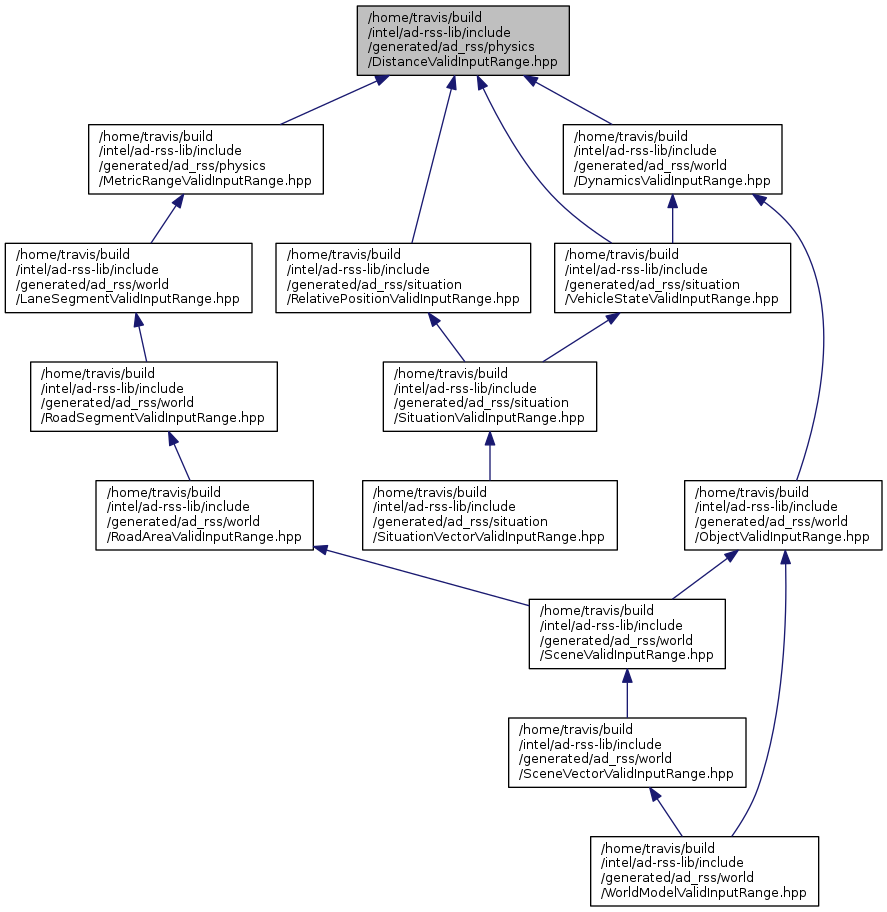 /home/travis/build
/intel/ad-rss-lib/include
/generated/ad_rss/physics
/DistanceValidInputRange.hpp
/home/travis/build
/intel/ad-rss-lib/include
/generated/ad_rss/physics
/MetricRangeValidInputRange.hpp
/home/travis/build
/intel/ad-rss-lib/include
/generated/ad_rss/world
/DynamicsValidInputRange.hpp
/home/travis/build
/intel/ad-rss-lib/include
/generated/ad_rss/world
/LaneSegmentValidInputRange.hpp
/home/travis/build
/intel/ad-rss-lib/include
/generated/ad_rss/situation
/RelativePositionValidInputRange.hpp
/home/travis/build
/intel/ad-rss-lib/include
/generated/ad_rss/situation
/VehicleStateValidInputRange.hpp
/home/travis/build
/intel/ad-rss-lib/include
/generated/ad_rss/world
/RoadSegmentValidInputRange.hpp
/home/travis/build
/intel/ad-rss-lib/include
/generated/ad_rss/situation
/SituationValidInputRange.hpp
/home/travis/build
/intel/ad-rss-lib/include
/generated/ad_rss/world
/RoadAreaValidInputRange.hpp
/home/travis/build
/intel/ad-rss-lib/include
/generated/ad_rss/situation
/SituationVectorValidInputRange.hpp
/home/travis/build
/intel/ad-rss-lib/include
/generated/ad_rss/world
/ObjectValidInputRange.hpp
/home/travis/build
/intel/ad-rss-lib/include
/generated/ad_rss/world
/SceneValidInputRange.hpp
/home/travis/build
/intel/ad-rss-lib/include
/generated/ad_rss/world
/SceneVectorValidInputRange.hpp
/home/travis/build
/intel/ad-rss-lib/include
/generated/ad_rss/world
/WorldModelValidInputRange.hpp